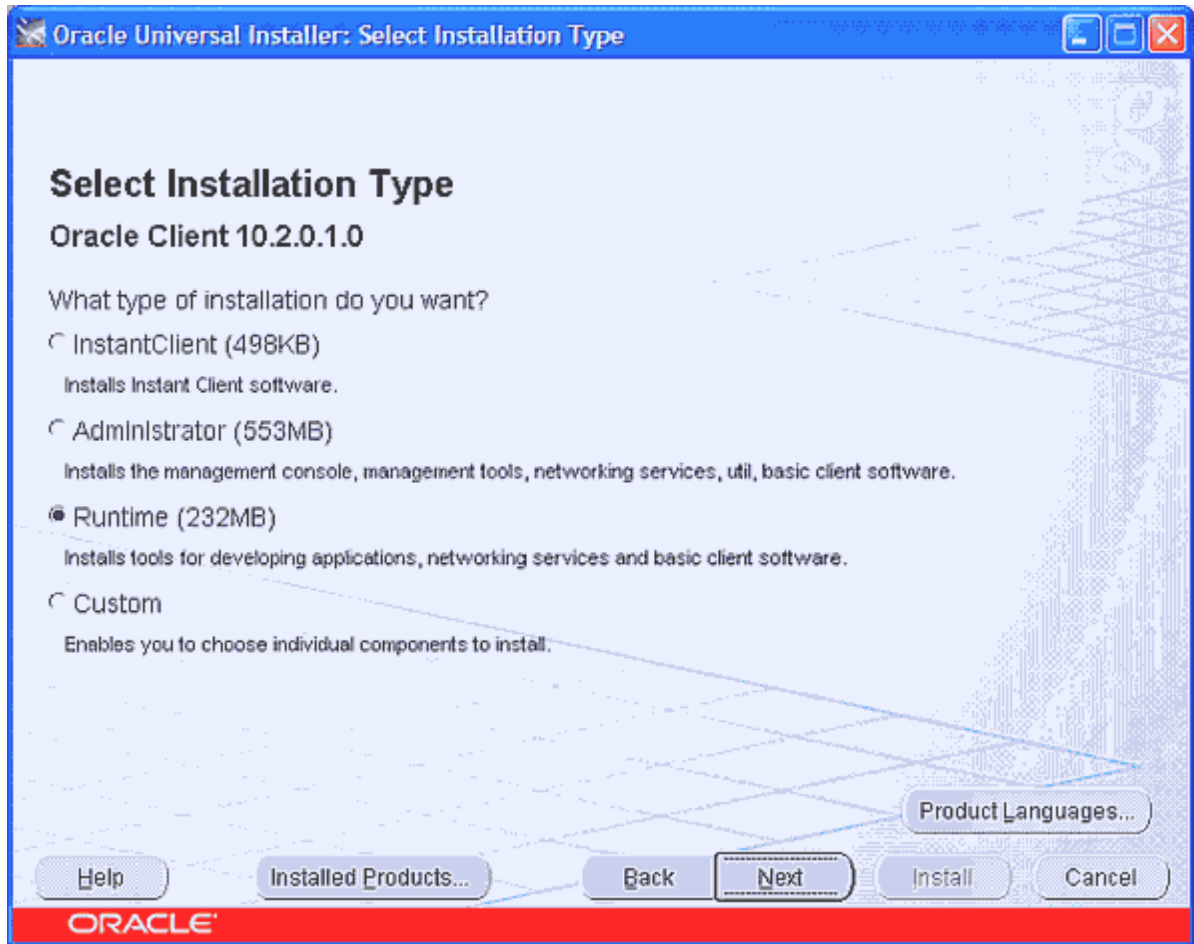 Oracle Universal Installer: Select Installation Type
Select Installation Type
Oracle Client 10.2.0.1.0
What type of installation do you want?
InstantClient (498KB)
Installs Instant Client software.
Administrator (553MB)
Installs the management console, management tools, networking services, util, basic client software.
Runtime (232MB)
Installs tools for developing applications, networking services and basic client software.
Custom
Enables you to choose individual components to install.
Product Languages...
Help Installed Products... Back Next Install Cancel
ORACLE